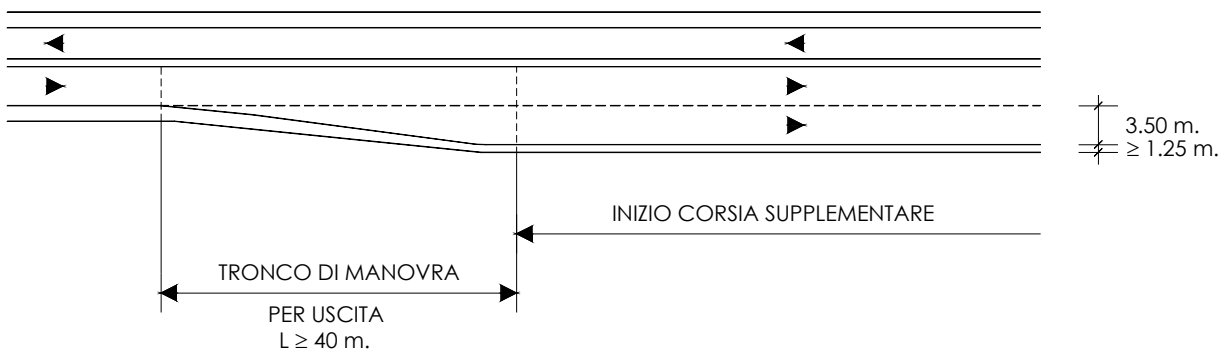 3.50 m.
≥ 1.25 m.
INIZIO CORSIA SUPPLEMENTARE
TRONCO DI MANOVRA
PER USCITA
L ≥ 40 m.